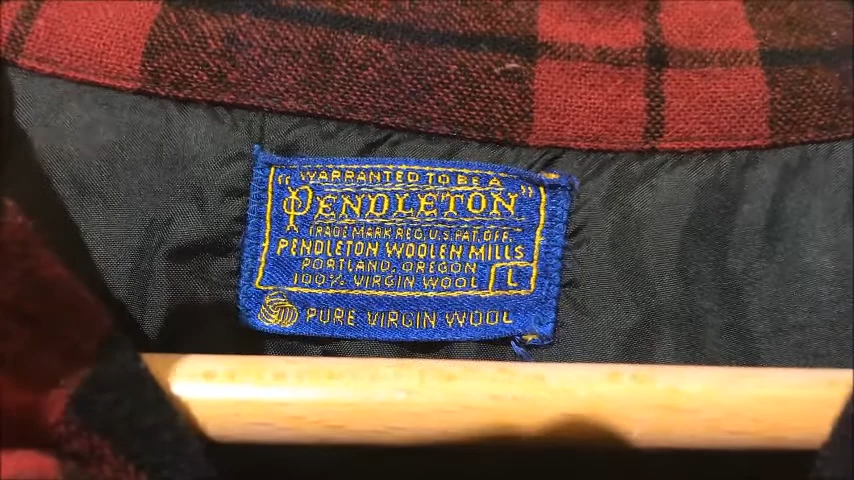 "WARRANTED TO BE A"
PENDLETON
TRADE MARK REG. U.S. PAT. OFF.
PENDLETON WOOLEN MILLS
PORTLAND, OREGON
100% VIRGIN WOOL L
PURE VIRGIN WOOL